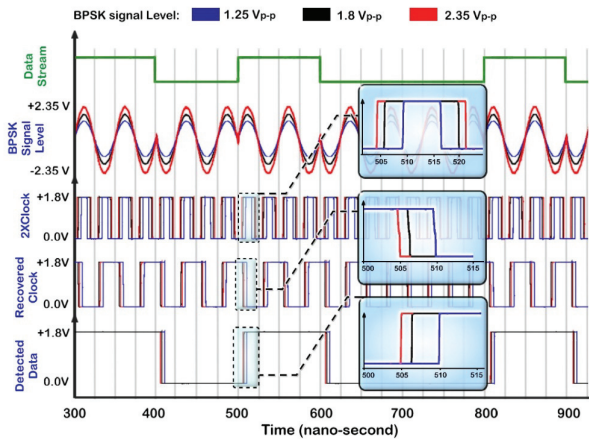 BPSK signal Level: 1.25 Vp-p 1.8 Vp-p 2.35 Vp-p
Data
Stream
+2.35 V
BPSK
Signal
Level
-2.35V
505 510 515 520
+1.8V
2XClock
0.0V
500 505 510 515
+1.8V
Recovered
Clock
0.0V
500 505 510 515
+1.8V
Detected
Data
0.0V
300 400 500 600 700 800 900
Time (nano-second)